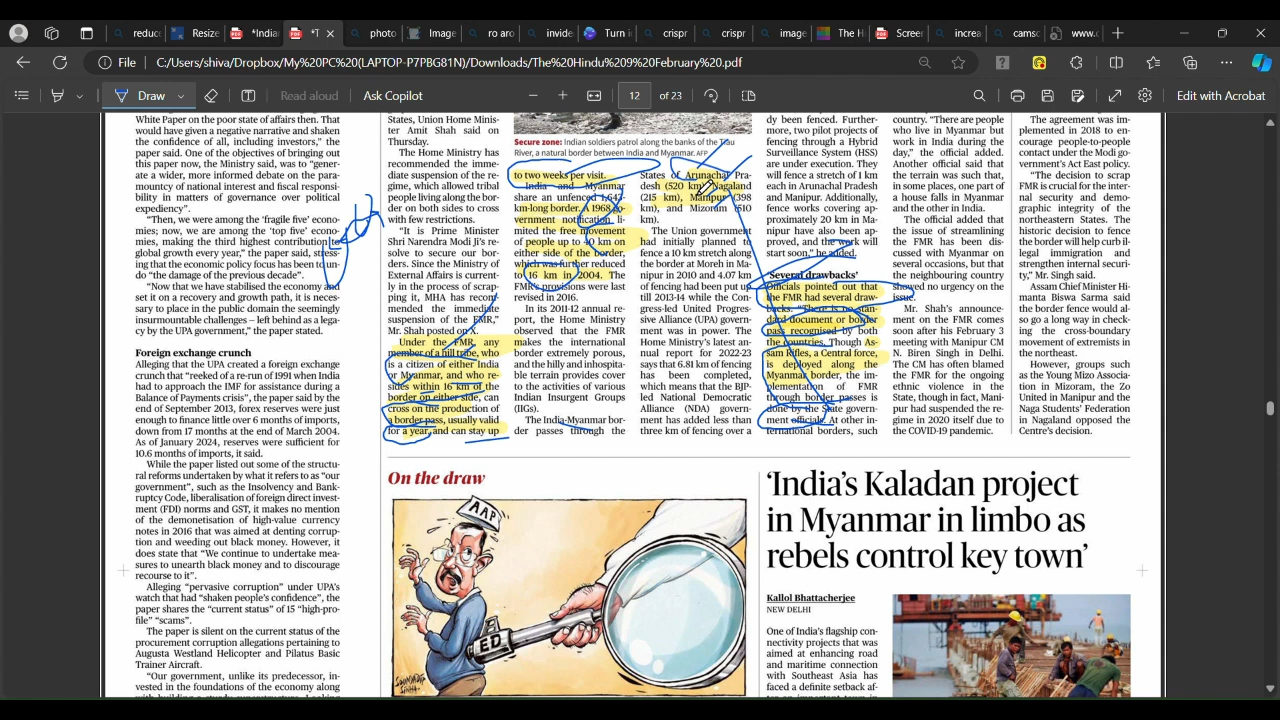 reduc
Resize
*Indian
*T
photo
Image
ro aro
invide
Turn i
crispr
crispr
image
The H
Screen
increa
camsc
www.c
File
C:/Users/shiva/Dropbox/My%20PC%20(LAPTOP-P7PBG81N)/Downloads/The%20Hindu%209%20February%20.pdf
Draw
Read aloud
Ask Copilot
12
of 23
Edit with Acrobat
White Paper on the poor state of affairs then. That
would have given a negative narrative and shaken
the confidence of all, including investors,” the
paper said. One of the objectives of bringing out
this paper now, the Ministry said, was to “gener-
ate a wider, more informed debate on the para-
mountcy of national interest and fiscal responsi-
bility in matters of governance over political
expediency”.
“Then, we were among the ‘fragile five’ econo-
mies; now, we are among the ‘top five’ econo-
mies, making the third highest contribution to
global growth every year,” the paper said, stress-
ing that the economic policy focus has been to un-
do “the damage of the previous decade”.
“Now that we have stabilised the economy and
set it on a recovery and growth path, it is neces-
sary to place in the public domain the seemingly
insurmountable challenges – left behind as a lega-
cy by the UPA government,” the paper stated.
Foreign exchange crunch
Alleging that the UPA created a foreign exchange
crunch that “reeked of a re-run of 1991 when India
had to approach the IMF for assistance during a
Balance of Payments crisis”, the paper said by the
end of September 2013, forex reserves were just
enough to finance little over 6 months of imports,
down from 17 months at the end of March 2004.
As of January 2024, reserves were sufficient for
10.6 months of imports, it said.
While the paper listed out some of the structu-
ral reforms undertaken by what it refers to as “our
government”, such as the Insolvency and Bank-
ruptcy Code, liberalisation of foreign direct invest-
ment (FDI) norms and GST, it makes no mention
of the demonetisation of high-value currency
notes in 2016 that was aimed at denting corrup-
tion and weeding out black money. However, it
does state that “We continue to undertake mea-
sures to unearth black money and to discourage
recourse to it”.
Alleging “pervasive corruption” under UPA’s
watch that had “shaken people’s confidence”, the
paper shares the “current status” of 15 “high-pro-
file” “scams”.
The paper is silent on the current status of the
procurement corruption allegations pertaining to
Augusta Westland Helicopter and Pilatus Basic
Trainer Aircraft.
“Our government, unlike its predecessor, in-
vested in the foundations of the economy along
States, Union Home Minis-
ter Amit Shah said on
Thursday.
The Home Ministry has
recommended the imme-
diate suspension of the re-
gime, which allowed tribal
people living along the bor-
der on both sides to cross
with few restrictions.
“It is Prime Minister
Shri Narendra Modi Ji’s re-
solve to secure our bor-
ders. Since the Ministry of
External Affairs is current-
ly in the process of scrap-
ping it, MHA has recom-
mended the immediate
suspension of the FMR,”
Mr. Shah posted on X.
Under the FMR, any
member of a hill tribe, who
is a citizen of either India
or Myanmar, and who re-
sides within 16 km of the
border on either side, can
cross on the production of
a border pass, usually valid
for a year, and can stay up
Secure zone: Indian soldiers patrol along the banks of the Tiau
River, a natural border between India and Myanmar. AFP
to two weeks per visit.
India and Myanmar
share an unfenced 1,643-
km-long border. A 1968 go-
vernment notification li-
mited free movement
of people up to 40 km on
either side of the border,
which was further reduced
to 16 km in 2004. The
FMR’s provisions were last
revised in 2016.
In its 2011-12 annual re-
port, the Home Ministry
observed that the FMR
makes the international
border extremely porous,
and the hilly and inhospita-
ble terrain provides cover
to the activities of various
Indian Insurgent Groups
(IIGs).
The India-Myanmar bor-
der passes through the
States of Arunachal Pra-
desh (520 km), Nagaland
(215 km), Manipur (398
km), and Mizoram (510
km).
The Union government
had initially planned to
fence a 10 km stretch along
the border at Moreh in Ma-
nipur in 2010 and 4.07 km
of fencing had been put up
till 2013-14 while the Con-
gress-led United Progres-
sive Alliance (UPA) govern-
ment was in power. The
Home Ministry’s latest an-
nual report for 2022-23
says that 6.81 km of fencing
has been completed,
which means that the BJP-
led National Democratic
Alliance (NDA) govern-
ment has added less than
three km of fencing over a
dy been fenced. Further-
more, two pilot projects of
fencing through a Hybrid
Surveillance System (HSS)
are under execution. They
will fence a stretch of 1 km
each in Arunachal Pradesh
and Manipur. Additionally,
fence works covering ap-
proximately 20 km in Ma-
nipur have also been ap-
proved, and the work will
start soon,” he added.
‘Several drawbacks’
Officials pointed out that
the FMR had several draw-
backs. “There is no stan-
dard document or border
pass recognised by both
the countries. Though As-
sam Rifles, a Central force,
is deployed along the
Myanmar border, the im-
plementation of FMR
through border passes is
done by the State govern-
ment officials. At other in-
ternational borders, such
country. “There are people
who live in Myanmar but
work in India during the
day,” the official added.
Another official said that
the terrain was such that,
in some places, one part of
a house falls in Myanmar
and the other in India.
The official added that
the issue of streamlining
the FMR has been dis-
cussed with Myanmar on
several occasions, but that
the neighbouring country
showed no urgency on the
issue.
Mr. Shah’s announce-
ment on the FMR comes
soon after his February 3
meeting with Manipur CM
N. Biren Singh in Delhi.
The CM has often blamed
the FMR for the ongoing
ethnic violence in the
State, though in fact, Mani-
pur had suspended the re-
gime in 2020 itself due to
the COVID-19 pandemic.
The agreement was im-
plemented in 2018 to en-
courage people-to-people
contact under the Modi go-
vernment’s Act East policy.
“The decision to scrap
FMR is crucial for the inter-
nal security and demo-
graphic integrity of the
northeastern States. The
historic decision to fence
the border will help curb il-
legal immigration and
strengthen internal securi-
ty,” Mr. Singh said.
Assam Chief Minister Hi-
manta Biswa Sarma said
the border fence would al-
so go a long way in check-
ing the cross-boundary
movement of extremists in
the northeast.
However, groups such
as the Young Mizo Associa-
tion in Mizoram, the Zo
United in Manipur and the
Naga Students’ Federation
in Nagaland opposed the
Centre’s decision.
On the draw
AAP
ED
‘India’s Kaladan project
in Myanmar in limbo as
rebels control key town’
Kallol Bhattacherjee
NEW DELHI
One of India’s flagship con-
nectivity projects that was
aimed at enhancing road
and maritime connection
with Southeast Asia has
faced a definite setback af-